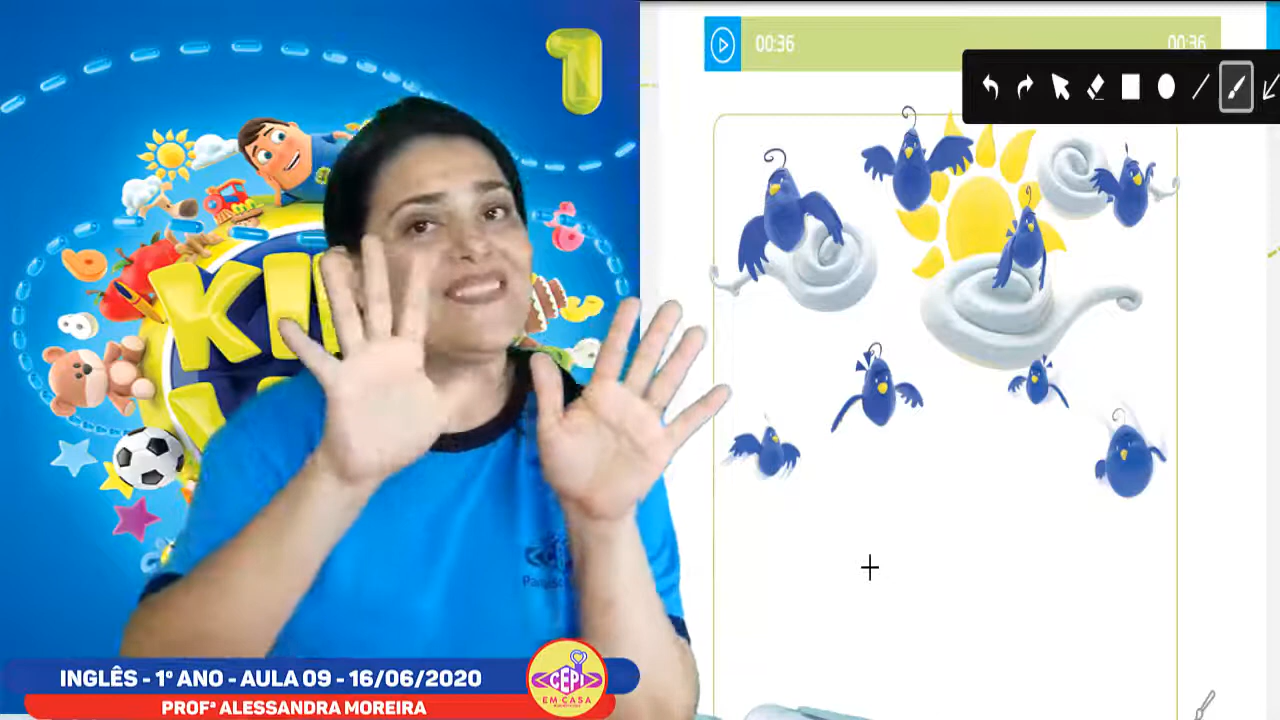 1
00:36
00:36
KI
INGLÊS - 1º ANO - AULA 09 - 16/06/2020
PROFª ALESSANDRA MOREIRA
CEPI
EM CASA